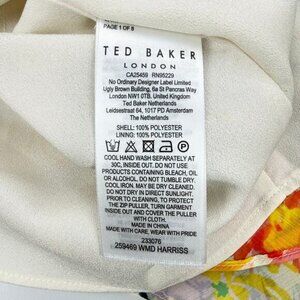 PAGE 1 OF 8
TED BAKER
LONDON
CA25459 RN95229
No Ordinary Designer Label Limited
Ugly Brown Building, 6a St Pancras Way
London NW1 0TB. United Kingdom
Ted Baker Netherlands
Leidsestraat 64, 1017 PD Amsterdam
The Netherlands
SHELL: 100% POLYESTER
LINING: 100% POLYESTER
COOL HAND WASH SEPARATELY AT
30C, INSIDE OUT. DO NOT USE
PRODUCTS CONTAINING BLEACH, OIL
OR ALCOHOL. DO NOT TUMBLE DRY.
COOL IRON. MAY BE DRY CLEANED.
DO NOT DRY IN DIRECT SUNLIGHT.
PRIOR TO CLEANING, TO PROTECT
THE ZIP PULLER, TURN GARMENT
INSIDE OUT AND COVER THE PULLER
WITH CLOTH.
MADE IN CHINA
MADE WITH CARE, WEAR WITH PRIDE
233076
259469 WMD HARRISS